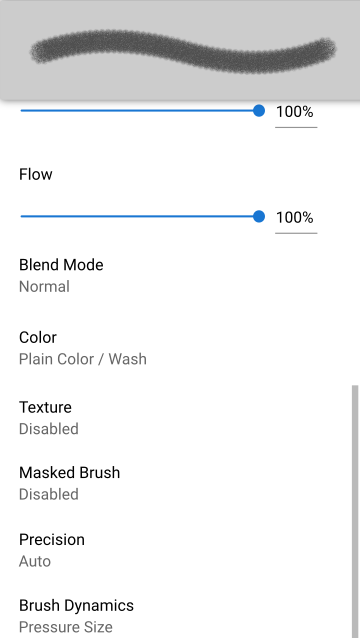 100%
Flow
100%
Blend Mode
Normal
Color
Plain Color / Wash
Texture
Disabled
Masked Brush
Disabled
Precision
Auto
Brush Dynamics
Pressure Size